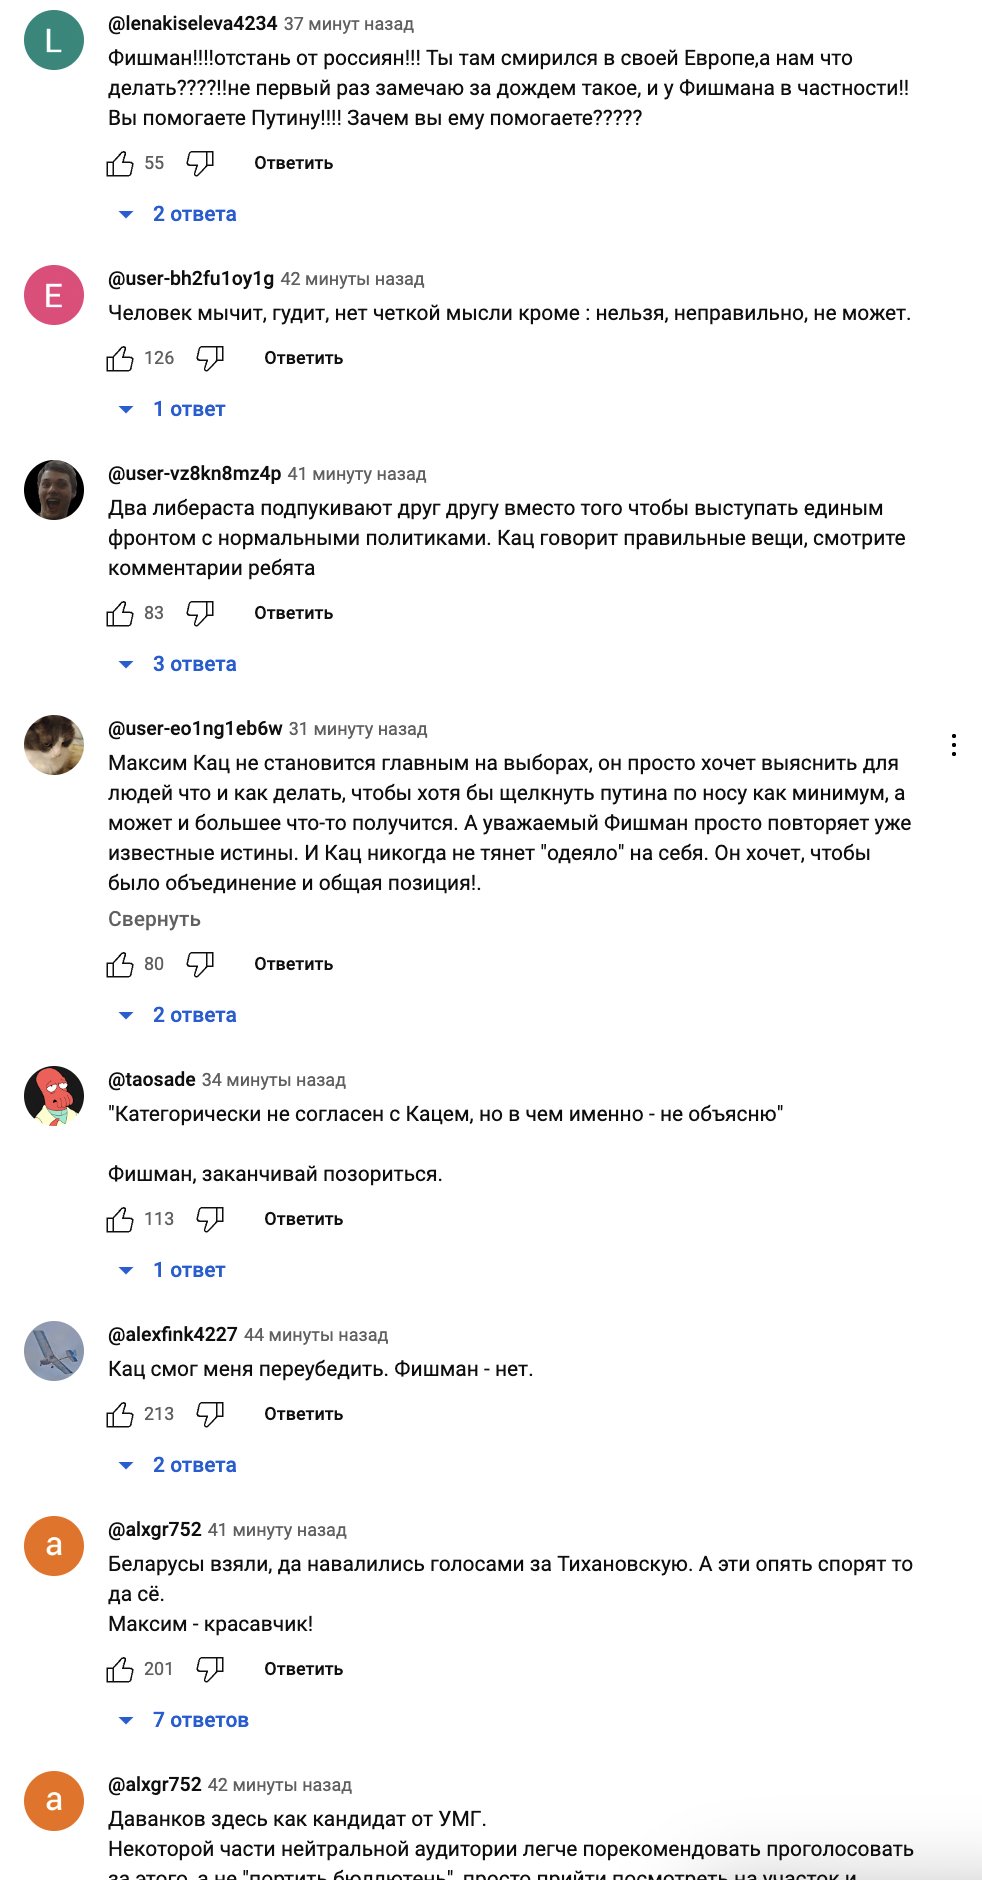 L
@lenakiseleva4234 37 минут назад
Фишман!!!!отстань от россиян!!! Ты там смирился в своей Европе,а нам что
делать????!!не первый раз замечаю за дождем такое, и у Фишмана в частности!!
Вы помогаете Путину!!!! Зачем вы ему помогаете?????
55 Ответить
2 ответа
E
@user-bh2fu1oy1g 42 минуты назад
Человек мычит, гудит, нет четкой мысли кроме : нельзя, неправильно, не может.
126 Ответить
1 ответ
@user-vz8kn8mz4p 41 минуту назад
Два либераста подпукивают друг другу вместо того чтобы выступать единым
фронтом с нормальными политиками. Кац говорит правильные вещи, смотрите
комментарии ребята
83 Ответить
3 ответа
@user-eo1ng1eb6w 31 минуту назад
Максим Кац не становится главным на выборах, он просто хочет выяснить для
людей что и как делать, чтобы хотя бы щелкнуть путина по носу как минимум, а
может и большее что-то получится. А уважаемый Фишман просто повторяет уже
известные истины. И Кац никогда не тянет "одеяло" на себя. Он хочет, чтобы
было объединение и общая позиция!.
Свернуть
80 Ответить
2 ответа
@taosade 34 минуты назад
"Категорически не согласен с Кацем, но в чем именно - не объясню"
Фишман, заканчивай позориться.
113 Ответить
1 ответ
@alexfink4227 44 минуты назад
Кац смог меня переубедить. Фишман - нет.
213 Ответить
2 ответа
a
@alxgr752 41 минуту назад
Беларусы взяли, да навалились голосами за Тихановскую. А эти опять спорят то
да сё.
Максим - красавчик!
201 Ответить
7 ответов
a
@alxgr752 42 минуты назад
Даванков здесь как кандидат от УМГ.
Некоторой части нейтральной аудитории легче порекомендовать проголосовать
за этого, а не "портить бюллютень", просто прийти посмотреть на участок и